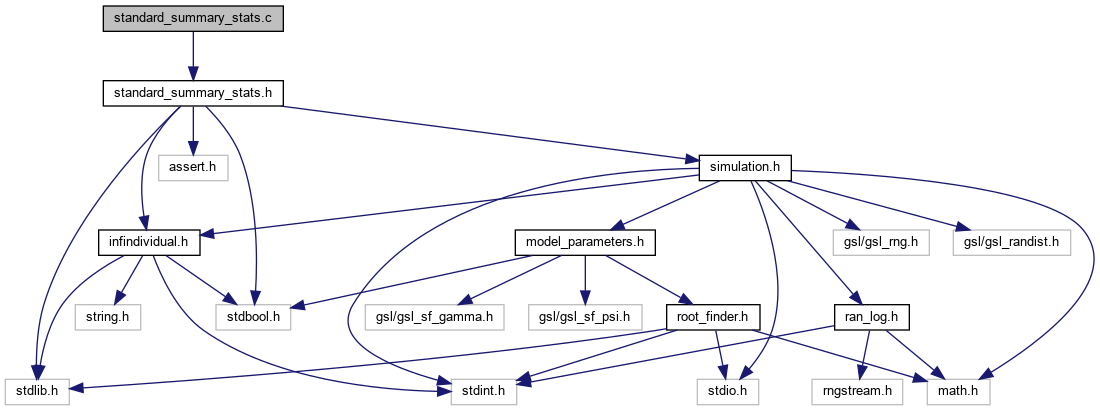 standard_summary_stats.c
standard_summary_stats.h
assert.h
simulation.h
infindividual.h
model_parameters.h
gsl/gsl_rng.h
gsl/gsl_randist.h
string.h
stdbool.h
gsl/gsl_sf_gamma.h
gsl/gsl_sf_psi.h
root_finder.h
ran_log.h
stdlib.h
stdint.h
stdio.h
rngstream.h
math.h